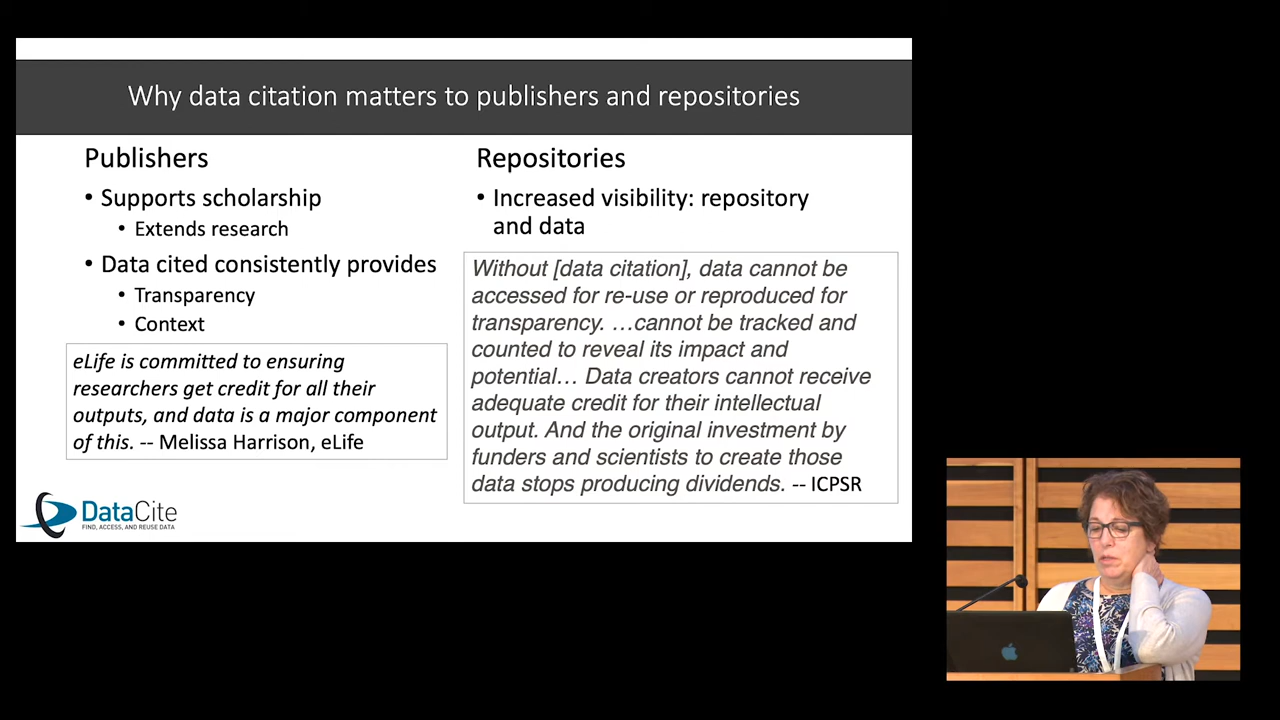 Why data citation matters to publishers and repositories
Publishers
• Supports scholarship
• Extends research
• Data cited consistently provides
• Transparency
• Context
eLife is committed to ensuring
researchers get credit for all their
outputs, and data is a major component
of this. -- Melissa Harrison, eLife
Repositories
• Increased visibility: repository
and data
Without [data citation], data cannot be
accessed for re-use or reproduced for
transparency. …cannot be tracked and
counted to reveal its impact and
potential… Data creators cannot receive
adequate credit for their intellectual
output. And the original investment by
funders and scientists to create those
data stops producing dividends. -- ICPSR
DataCite
FIND, ACCESS, AND REUSE DATA